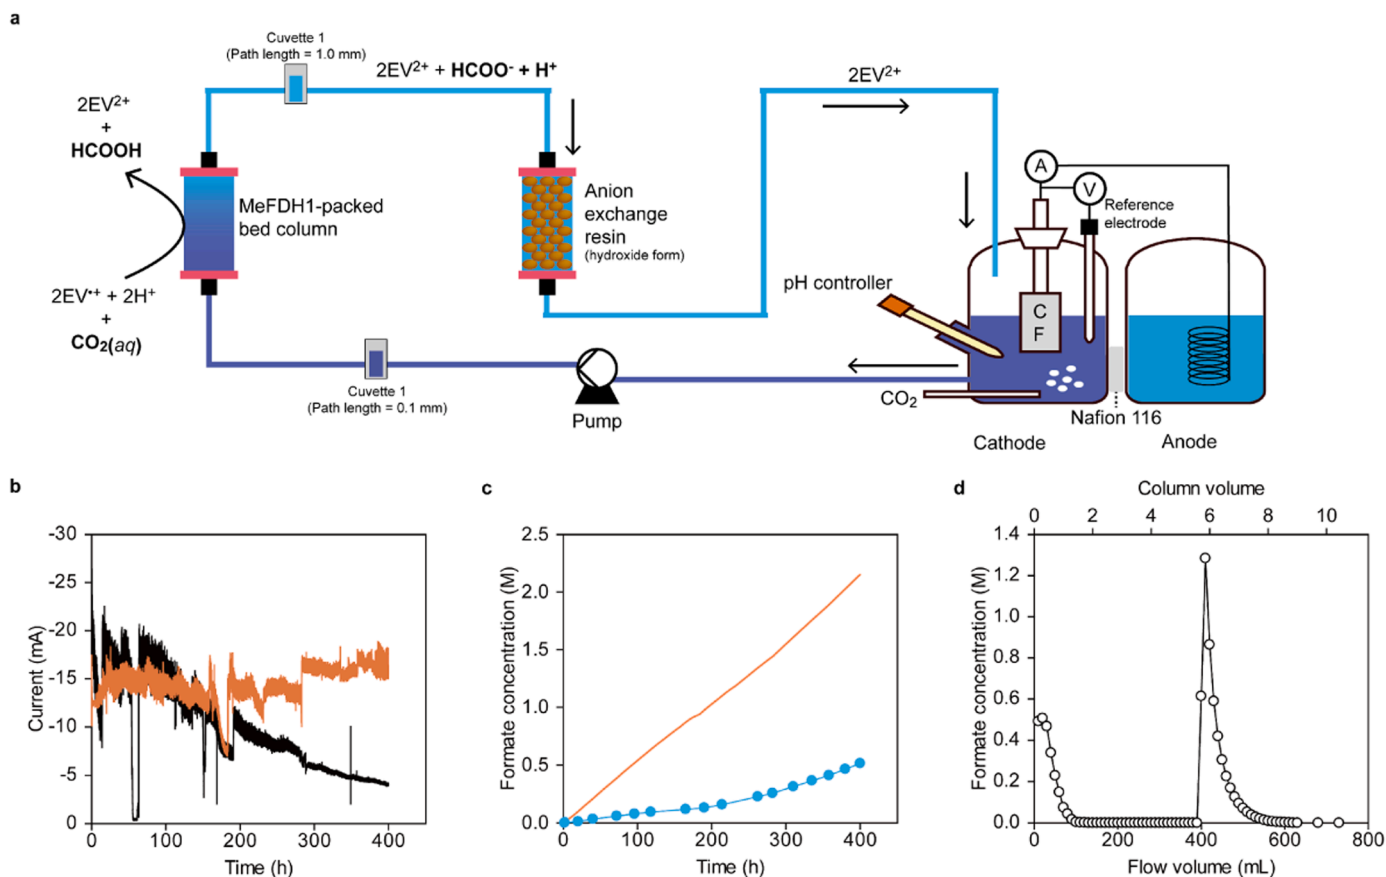 a
Cuvette 1
(Path length = 1.0 mm)
2EV²⁺ + HCOO⁻ + H⁺
2EV²⁺
2EV²⁺
+
HCOOH
MeFDH1-packed
bed column
Anion
exchange
resin
(hydroxide form)
A
V
Reference
electrode
pH controller
2EV•⁺ + 2H⁺
+
CO₂(aq)
C
F
Cuvette 1
(Path length = 0.1 mm)
Pump
CO₂
Nafion 116
Cathode
Anode
b
-30
-25
-20
-15
-10
-5
0
Current (mA)
0 100 200 300 400
Time (h)
c
2.5
2.0
1.5
1.0
0.5
0.0
Formate concentration (M)
0 100 200 300 400
Time (h)
d
Column volume
0 2 4 6 8 10
1.4
1.2
1.0
0.8
0.6
0.4
0.2
0
Formate concentration (M)
0 200 400 600 800
Flow volume (mL)